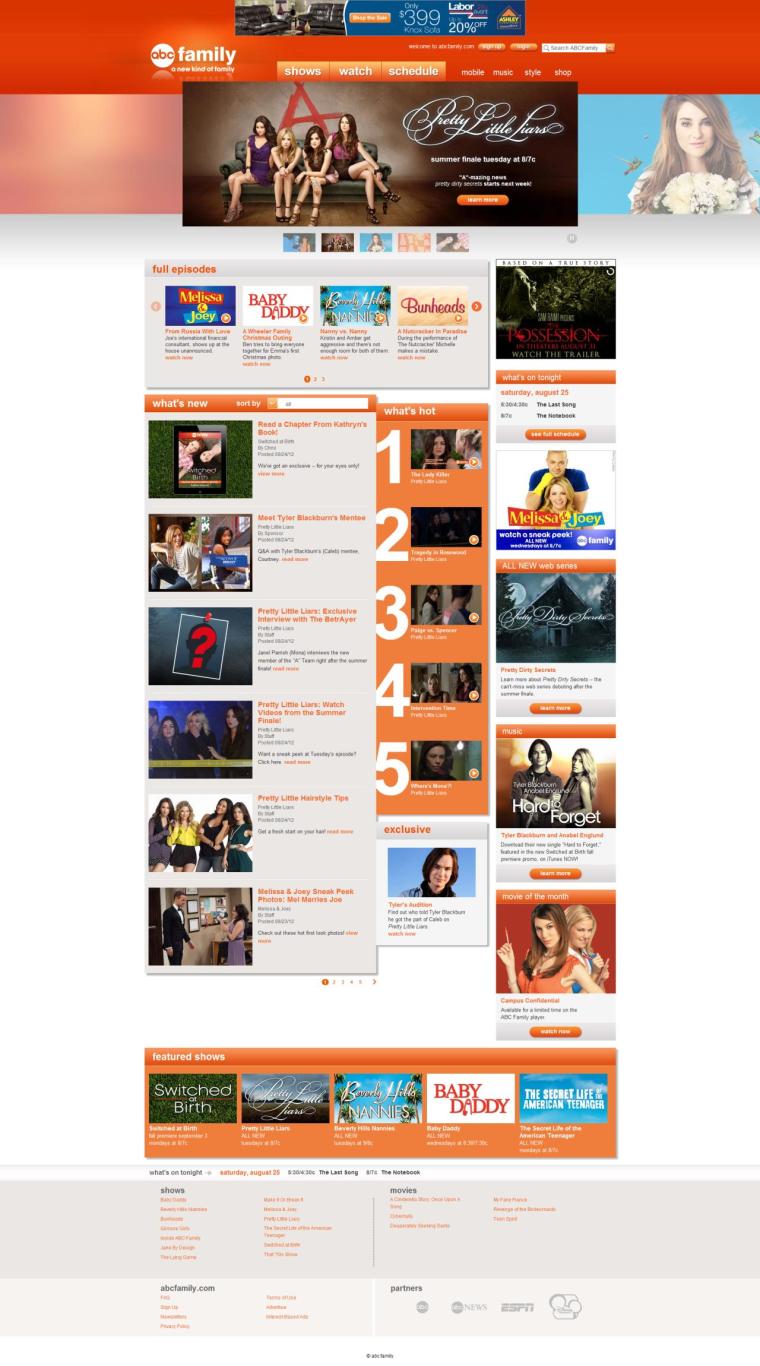 Only
$399
Knox Sofa
Shop the Sale
Labor
event
Up to
20% OFF
ASHLEY
welcome to abcfamily.com
sign up
login
Search ABCFamily
abc family
a new kind of family
shows
watch
schedule
mobile
music
style
shop
A
Pretty Little Liars
summer finale tuesday at 8/7c
"A"-mazing news
pretty dirty secrets starts next week!
learn more
full episodes
Melissa & Joey
From Russia With Love
Joe's international financial
consultant, shows up at the
house unannounced.
watch now
BABY DADDY
A Wheeler Family
Christmas Outing
Ben tries to bring everyone
together for Emma's first
Christmas photo.
watch now
Beverly Hills NANNIES
Nanny vs. Nanny
Kristin and Amber get
aggressive and there's not
enough room for both of them.
watch now
Bunheads
A Nutcracker In Paradise
During the performance of
'The Nutcracker' Michelle
makes a mistake.
watch now
1 2 3
BASED ON A TRUE STORY
SAM RAIMI PRESENTS
THE POSSESSION
IN THEATERS AUGUST 31
WATCH THE TRAILER
what's on tonight
saturday, august 25
5:30/4:30c The Last Song
8/7c The Notebook
see full schedule
what's new
sort by
all
Switched at Birth
Read a Chapter From Kathryn's
Book!
Switched at Birth
By Chris
Posted 08/24/12
We've got an exclusive – for your eyes only!
view more
Meet Tyler Blackburn's Mentee
Pretty Little Liars
By Sponsor
Posted 08/24/12
Q&A with Tyler Blackburn's (Caleb) mentee,
Courtney. read more
?
Pretty Little Liars: Exclusive
Interview with The BetrAyer
Pretty Little Liars
By Staff
Posted 08/24/12
Janel Parrish (Mona) interviews the new
member of the "A" Team right after the summer
finale! read more
Pretty Little Liars: Watch
Videos from the Summer
Finale!
Pretty Little Liars
By Staff
Posted 08/24/12
Want a sneak peek at Tuesday's episode?
Click here. read more
Pretty Little Hairstyle Tips
Pretty Little Liars
By Staff
Posted 08/24/12
Get a fresh start on your hair! read more
Melissa & Joey Sneak Peek
Photos: Mel Marries Joe
Melissa & Joey
By Staff
Posted 08/23/12
Check out these hot first look photos! view
more
1 2 3 4 5 >
what's hot
1
The Lady Killer
Pretty Little Liars
2
Tragedy in Rosewood
Pretty Little Liars
3
Paige vs. Spencer
Pretty Little Liars
4
Intervention Time
Pretty Little Liars
5
Where's Mona?!
Pretty Little Liars
exclusive
Tyler's Audition
Find out who told Tyler Blackburn
he got the part of Caleb on
Pretty Little Liars.
watch now
Melissa & Joey
watch a sneak peek!
ALL NEW
wednesdays at 8/7c
abc family
ALL NEW web series
Pretty Dirty Secrets
Pretty Dirty Secrets
Learn more about Pretty Dirty Secrets – the
can't-miss web series debuting after the
summer finale.
learn more
music
Tyler Blackburn
Anabel Englund
Hard to Forget
Tyler Blackburn and Anabel Englund
Download their new single "Hard to Forget,"
featured in the new Switched at Birth fall
premiere promo, on iTunes NOW!
learn more
movie of the month
Campus Confidential
Available for a limited time on the
ABC Family player.
watch now
featured shows
Switched at Birth
Switched at Birth
fall premiere september 3
mondays at 8/7c
Pretty Little Liars
Pretty Little Liars
ALL NEW
tuesdays at 8/7c
Beverly Hills NANNIES
Beverly Hills Nannies
ALL NEW
tuesdays at 9/8c
BABY DADDY
Baby Daddy
ALL NEW
wednesdays at 8:30/7:30c
THE SECRET LIFE OF THE AMERICAN TEENAGER
The Secret Life of the
American Teenager
ALL NEW
mondays at 8/7c
what's on tonight
saturday, august 25
5:30/4:30c The Last Song
8/7c The Notebook
shows
Baby Daddy
Beverly Hills Nannies
Bunheads
Gilmore Girls
Inside ABC Family
Jane By Design
The Lying Game
Make It Or Break It
Melissa & Joey
Pretty Little Liars
The Secret Life of the American
Teenager
Switched at Birth
That '70s Show
movies
A Cinderella Story: Once Upon A
Song
Cyberbully
Desperately Seeking Santa
My Fake Fiance
Revenge of the Bridesmaids
Teen Spirit
abcfamily.com
FAQ
Sign Up
Newsletters
Privacy Policy
Terms of Use
Advertise
Interest-Based Ads
partners
abc
abc NEWS
ESPN
© abc family